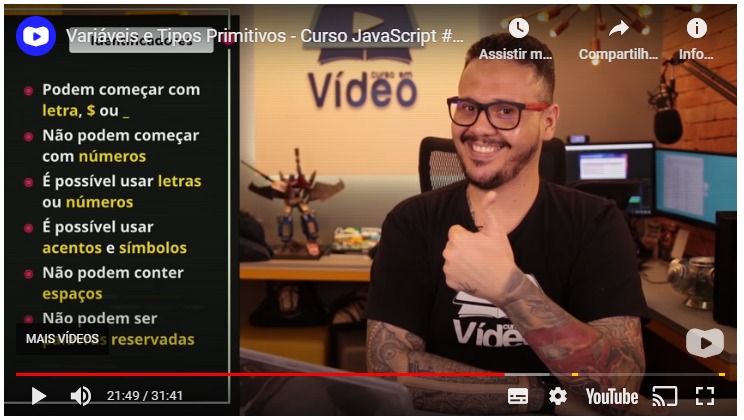 Variáveis e Tipos Primitivos - Curso JavaScript #...
Identificadores
Assistir m...
Compartilh...
Info...
curso em
Vídeo
Podem começar com
letra, $ ou _
Não podem começar
com números
É possível usar letras
ou números
É possível usar
acentos e símbolos
Não podem conter
espaços
Não podem ser
reservadas
MAIS VÍDEOS
Vídeo
21:49 / 31:41
YouTube